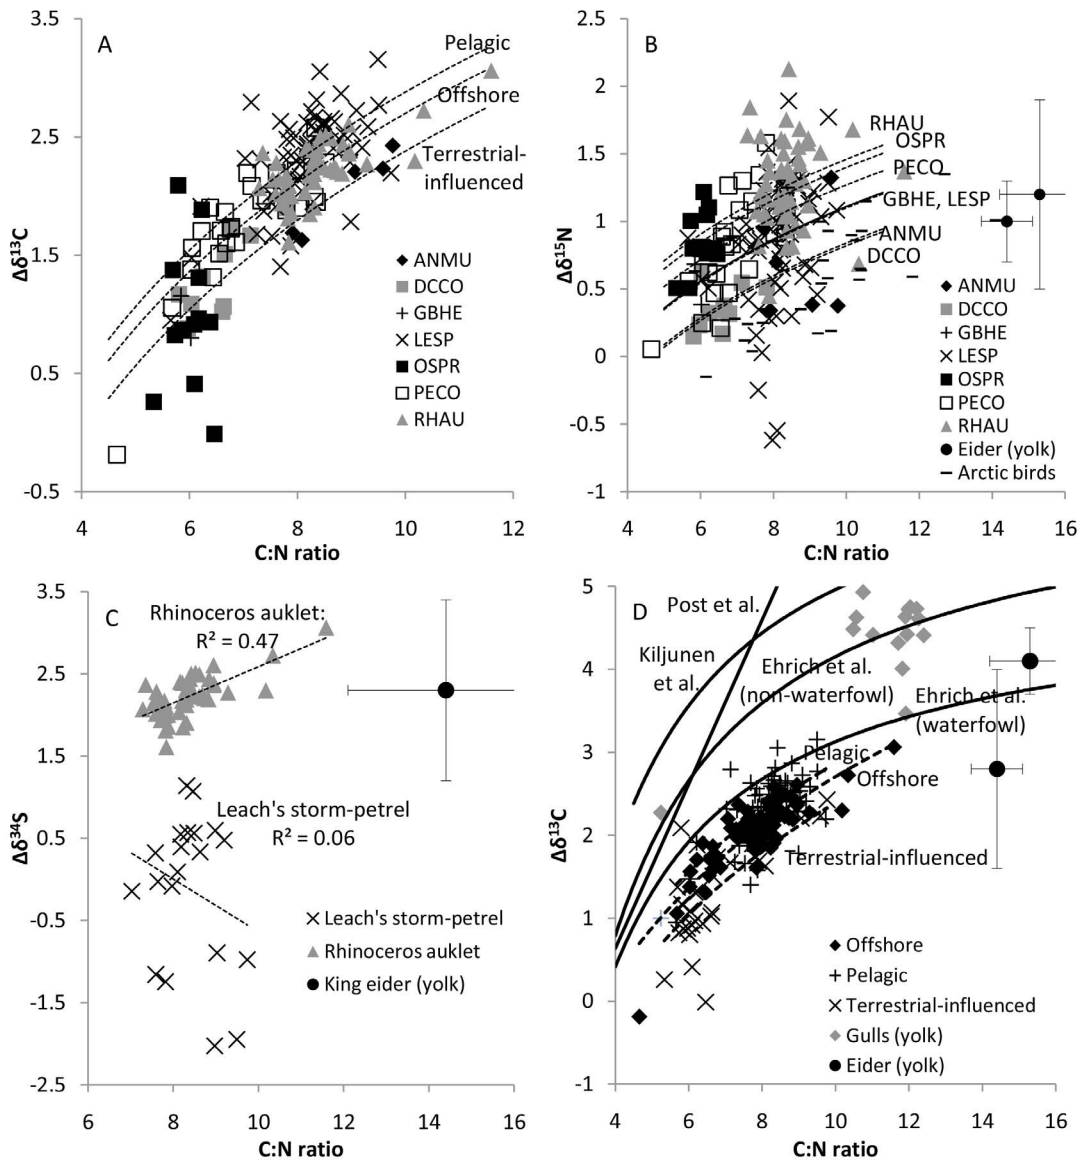 A
3.5
2.5
1.5
0.5
-0.5
Δδ¹³C
Pelagic
Offshore
Terrestrial-
influenced
ANMU
DCCO
GBHE
LESP
OSPR
PECO
RHAU
2
4
6
8
10
12
C:N ratio
B
2.5
2
1.5
1
0.5
0
-0.5
-1
Δδ¹⁵N
RHAU
OSPR
PECO
GBHE, LESP
ANMU
DCCO
ANMU
DCCO
GBHE
LESP
OSPR
PECO
RHAU
Eider (yolk)
Arctic birds
4
6
8
10
12
14
16
C:N ratio
C
3.5
2.5
1.5
0.5
-0.5
-1.5
-2.5
Δδ³⁴S
Rhinoceros auklet:
R² = 0.47
Leach's storm-petrel
R² = 0.06
Leach's storm-petrel
Rhinoceros auklet
King eider (yolk)
6
8
10
12
14
16
C:N ratio
D
5
4
3
2
1
0
-1
Δδ¹³C
Post et al.
Kiljunen
et al.
Ehrich et al.
(non-waterfowl)
Ehrich et al.
(waterfowl)
Pelagic
Offshore
Terrestrial-influenced
Offshore
Pelagic
Terrestrial-influenced
Gulls (yolk)
Eider (yolk)
4
6
8
10
12
14
16
C:N ratio